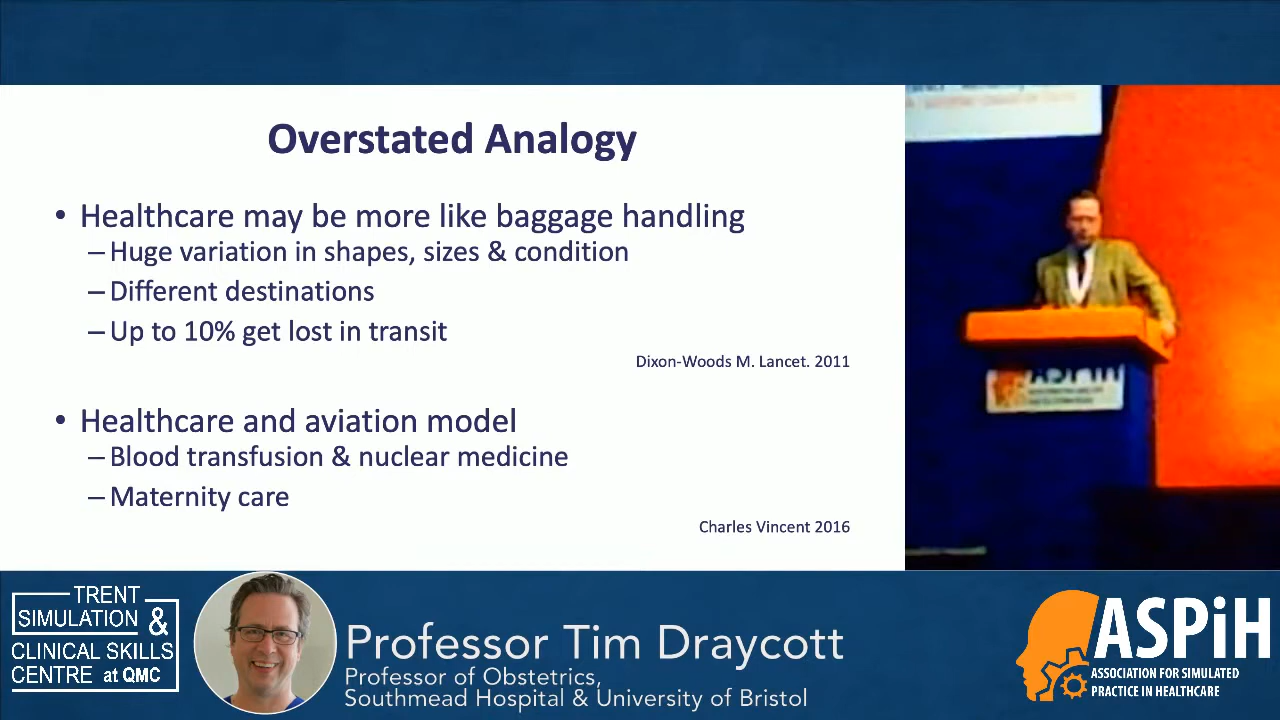 Overstated Analogy
• Healthcare may be more like baggage handling
– Huge variation in shapes, sizes & condition
– Different destinations
– Up to 10% get lost in transit
Dixon-Woods M. Lancet. 2011
• Healthcare and aviation model
– Blood transfusion & nuclear medicine
– Maternity care
Charles Vincent 2016
TRENT
SIMULATION &
CLINICAL SKILLS
CENTRE at QMC
Professor Tim Draycott
Professor of Obstetrics,
Southmead Hospital & University of Bristol
ASPiH
ASSOCIATION FOR SIMULATED
PRACTICE IN HEALTHCARE